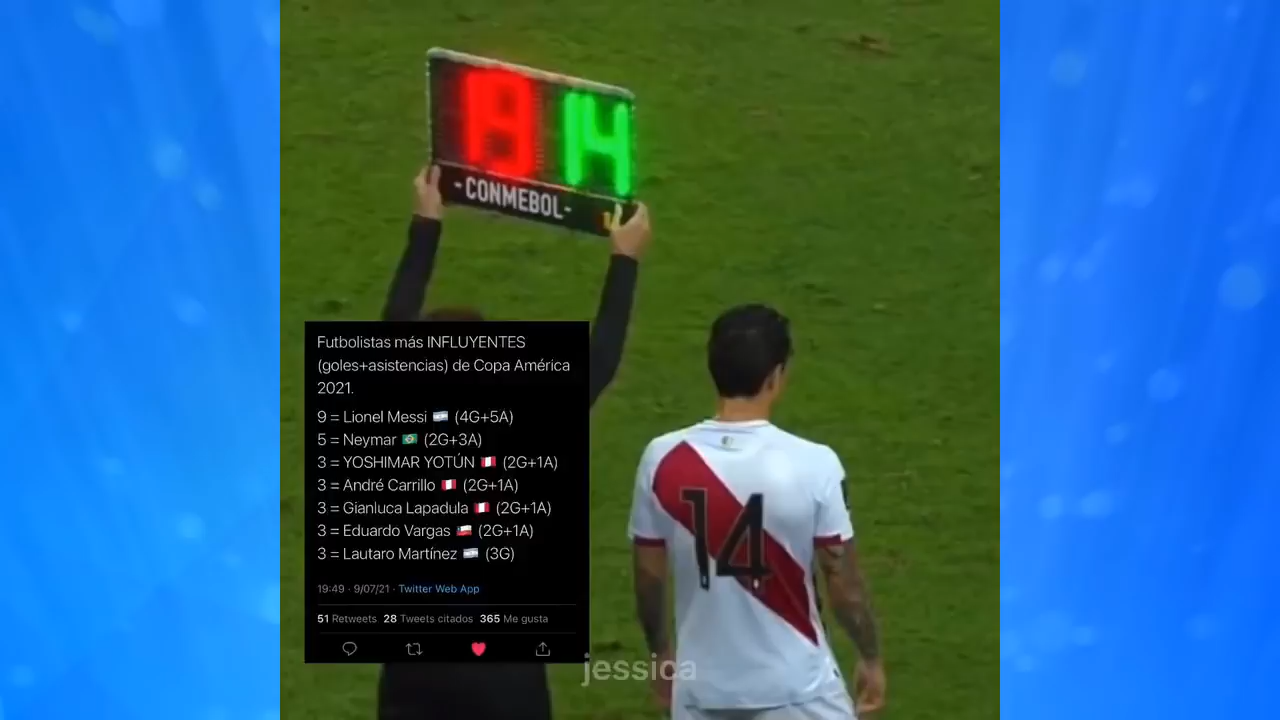 19 14
-CONMEBOL-
Futbolistas más INFLUYENTES
(goles+asistencias) de Copa América
2021.
9 = Lionel Messi 🇦🇷 (4G+5A)
5 = Neymar 🇧🇷 (2G+3A)
3 = YOSHIMAR YOTÚN 🇵🇪 (2G+1A)
3 = André Carrillo 🇵🇪 (2G+1A)
3 = Gianluca Lapadula 🇵🇪 (2G+1A)
3 = Eduardo Vargas 🇨🇱 (2G+1A)
3 = Lautaro Martínez 🇦🇷 (3G)
19:49 · 9/07/21 · Twitter Web App
51 Retweets 28 Tweets citados 365 Me gusta
14
jessica